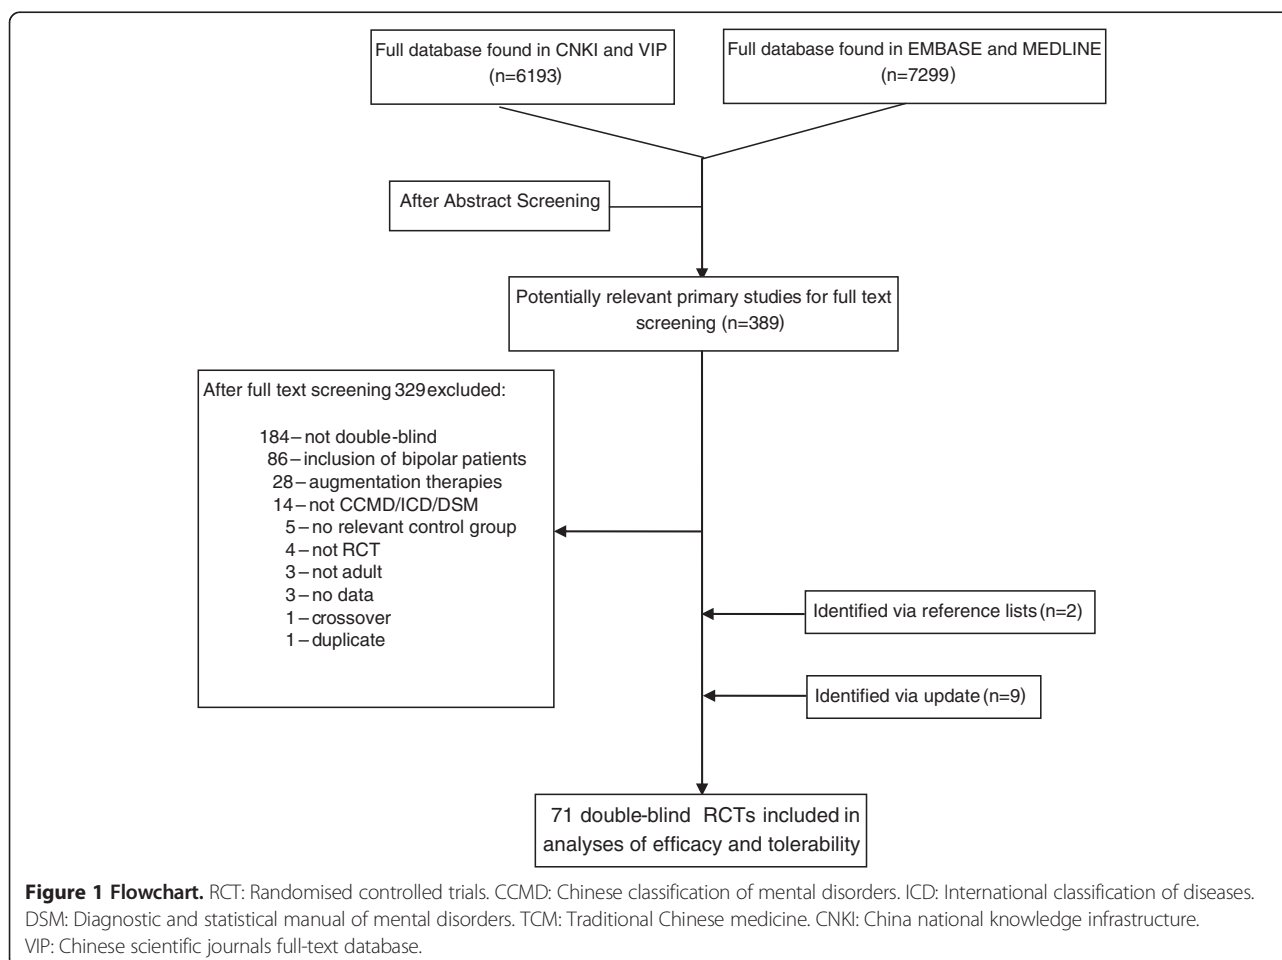 Full database found in CNKI and VIP
(n=6193)
Full database found in EMBASE and MEDLINE
(n=7299)
After Abstract Screening
Potentially relevant primary studies for full text
screening (n=389)
After full text screening 329 excluded:
184– not double-blind
86– inclusion of bipolar patients
28– augmentation therapies
14– not CCMD/ICD/DSM
5– no relevant control group
4– not RCT
3– not adult
3– no data
1– crossover
1– duplicate
Identified via reference lists (n=2)
Identified via update (n=9)
71 double-blind RCTs included in
analyses of efficacy and tolerability
Figure 1 Flowchart. RCT: Randomised controlled trials. CCMD: Chinese classification of mental disorders. ICD: International classification of diseases.
DSM: Diagnostic and statistical manual of mental disorders. TCM: Traditional Chinese medicine. CNKI: China national knowledge infrastructure.
VIP: Chinese scientific journals full-text database.